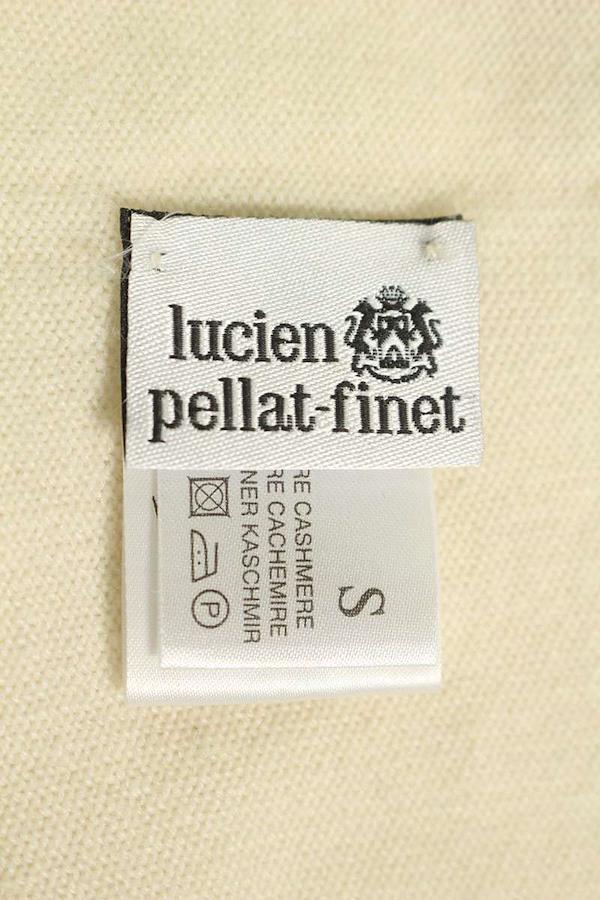 lucien
pellat-finet
RE CASHMERE
RE CACHEMIRE
NER KASCHMIR
S
P